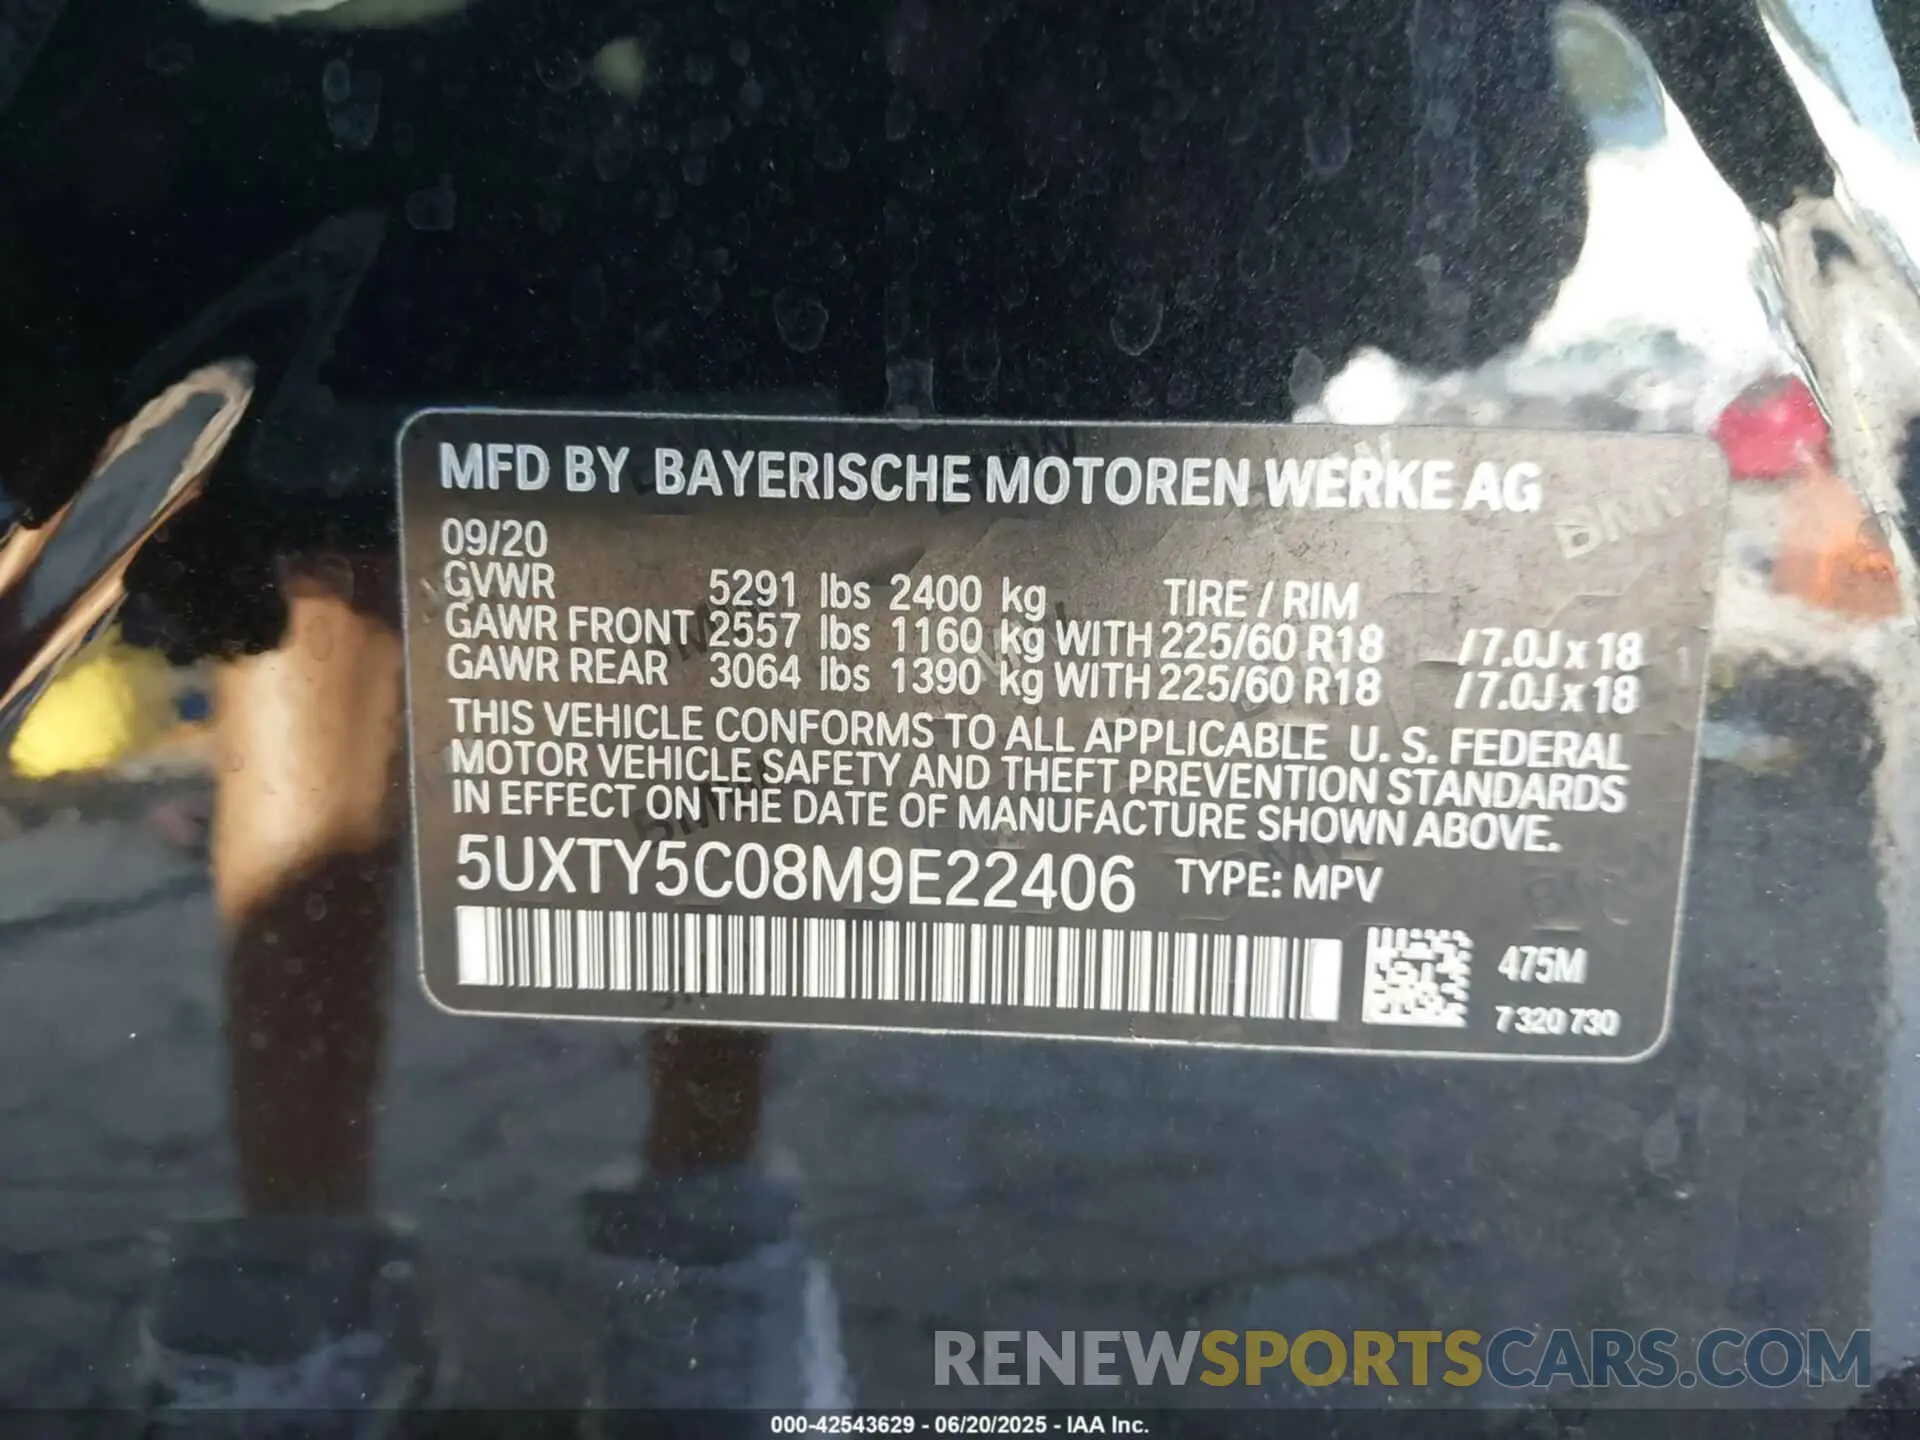 MFD BY BAYERISCHE MOTOREN WERKE AG
09/20
GVWR 5291 lbs 2400 kg TIRE / RIM
GAWR FRONT 2557 lbs 1160 kg WITH 225/60 R18 /7.0J x 18
GAWR REAR 3064 lbs 1390 kg WITH 225/60 R18 /7.0J x 18
THIS VEHICLE CONFORMS TO ALL APPLICABLE U. S. FEDERAL
MOTOR VEHICLE SAFETY AND THEFT PREVENTION STANDARDS
IN EFFECT ON THE DATE OF MANUFACTURE SHOWN ABOVE.
5UXTY5C08M9E22406 TYPE: MPV
475M
7 320 730
RENEWSPORTSCARS.COM
000-42543629 - 06/20/2025 - IAA Inc.